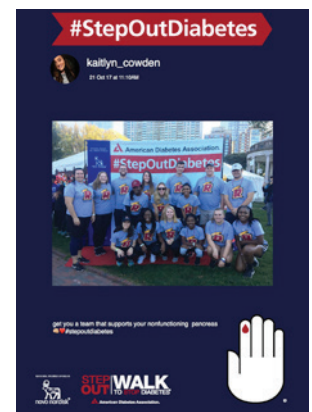 #StepOutDiabetes
kaitlyn_cowden
21 Oct 17 at 11:10AM
American Diabetes Association.
#StepOutDiabetes
get you a team that supports your nonfunctioning pancreas
#stepoutdiabetes
novo nordisk
STEP OUT WALK
TO STOP DIABETES
American Diabetes Association.